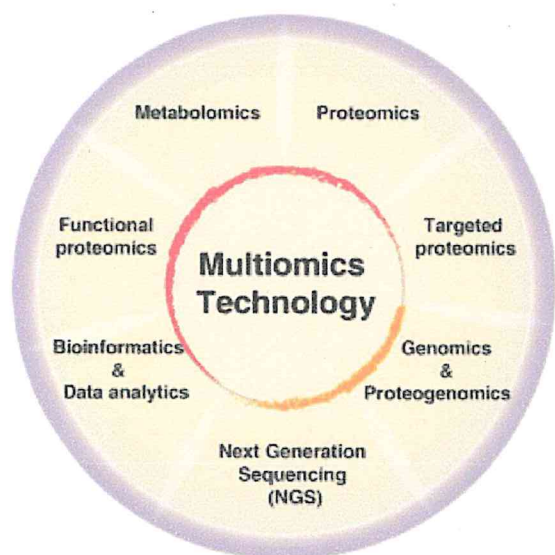 Metabolomics
Proteomics
Functional
proteomics
Targeted
proteomics
Multiomics
Technology
Bioinformatics
&
Data analytics
Genomics
&
Proteogenomics
Next Generation
Sequencing
(NGS)